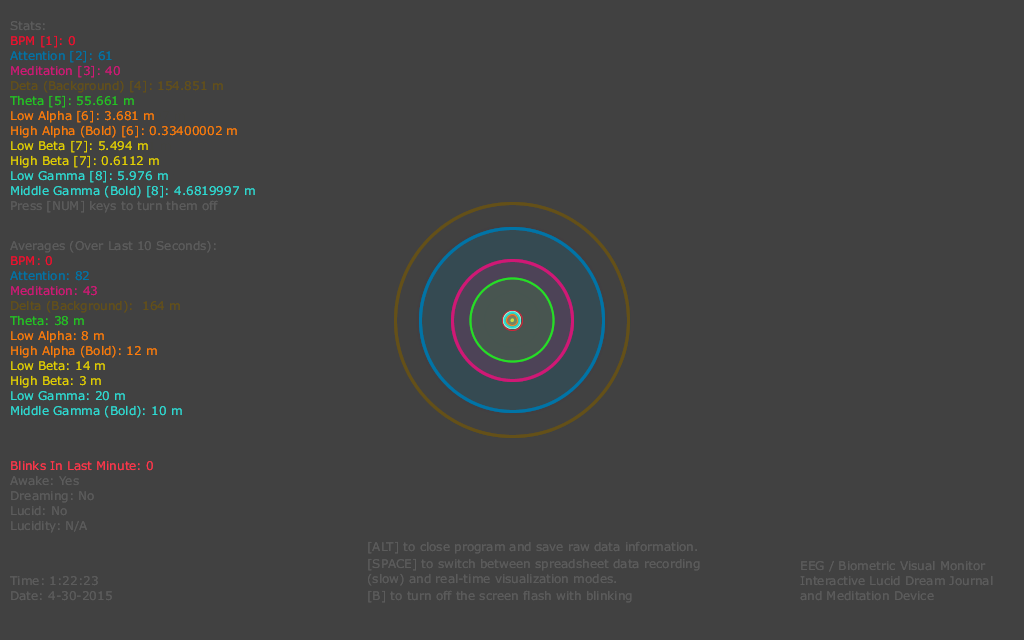 Stats:
BPM [1]: 0
Attention [2]: 61
Meditation [3]: 40
Deta (Background) [4]: 154.851 m
Theta [5]: 55.661 m
Low Alpha [6]: 3.681 m
High Alpha (Bold) [6]: 0.33400002 m
Low Beta [7]: 5.494 m
High Beta [7]: 0.6112 m
Low Gamma [8]: 5.976 m
Middle Gamma (Bold) [8]: 4.6819997 m
Press [NUM] keys to turn them off
Averages (Over Last 10 Seconds):
BPM: 0
Attention: 82
Meditation: 43
Delta (Background):  164 m
Theta: 38 m
Low Alpha: 8 m
High Alpha (Bold): 12 m
Low Beta: 14 m
High Beta: 3 m
Low Gamma: 20 m
Middle Gamma (Bold): 10 m
Blinks In Last Minute: 0
Awake: Yes
Dreaming: No
Lucid: No
Lucidity: N/A
Time: 1:22:23
Date: 4-30-2015
[ALT] to close program and save raw data information.
[SPACE] to switch between spreadsheet data recording
(slow) and real-time visualization modes.
[B] to turn off the screen flash with blinking
EEG / Biometric Visual Monitor
Interactive Lucid Dream Journal
and Meditation Device